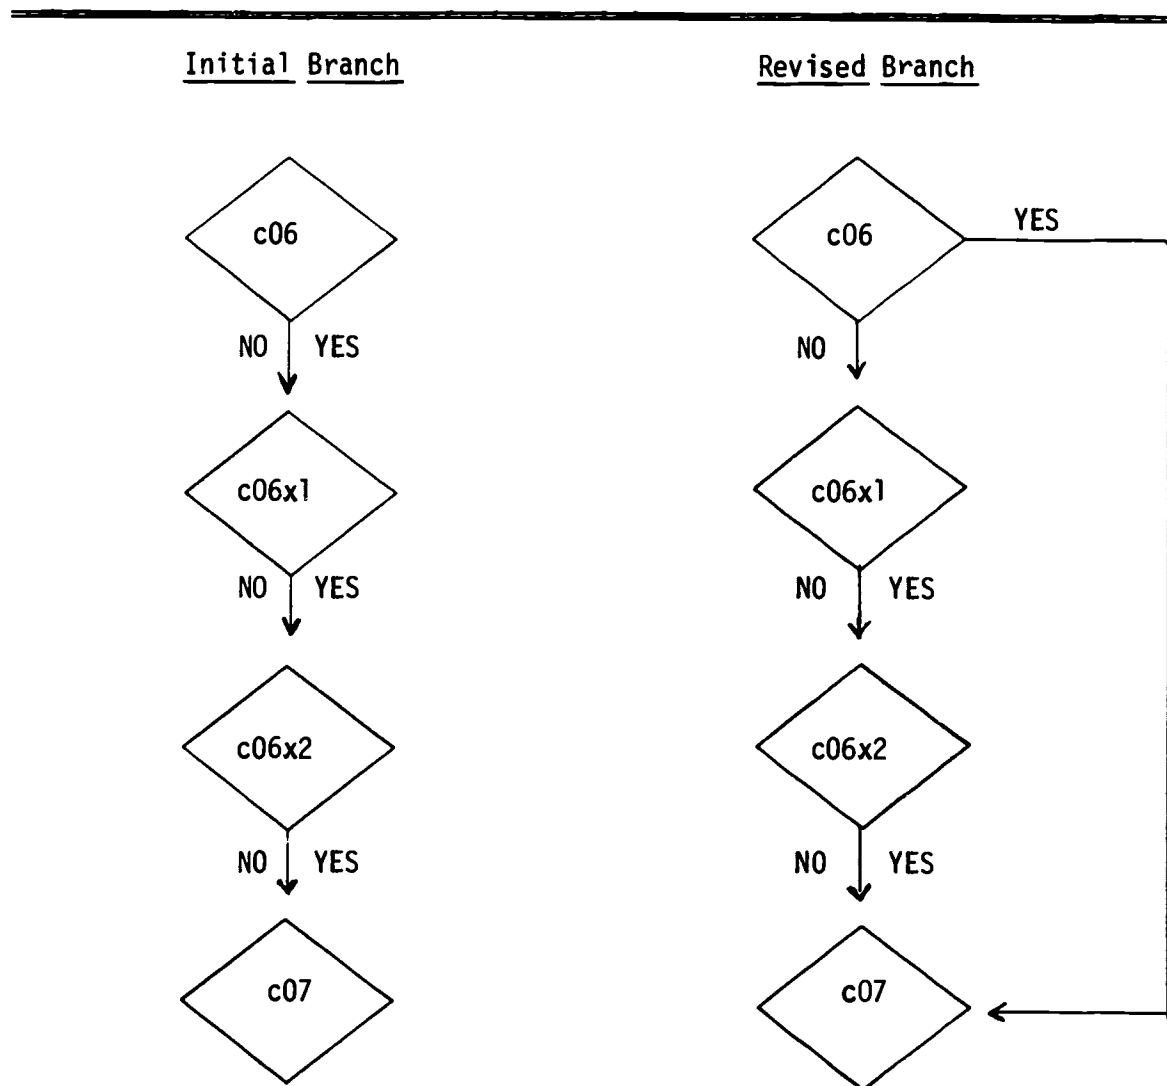 Initial Branch
c06
NO YES
c06x1
NO YES
c06x2
NO YES
c07
Revised Branch
c06
YES
NO
c06x1
NO YES
c06x2
NO YES
c07